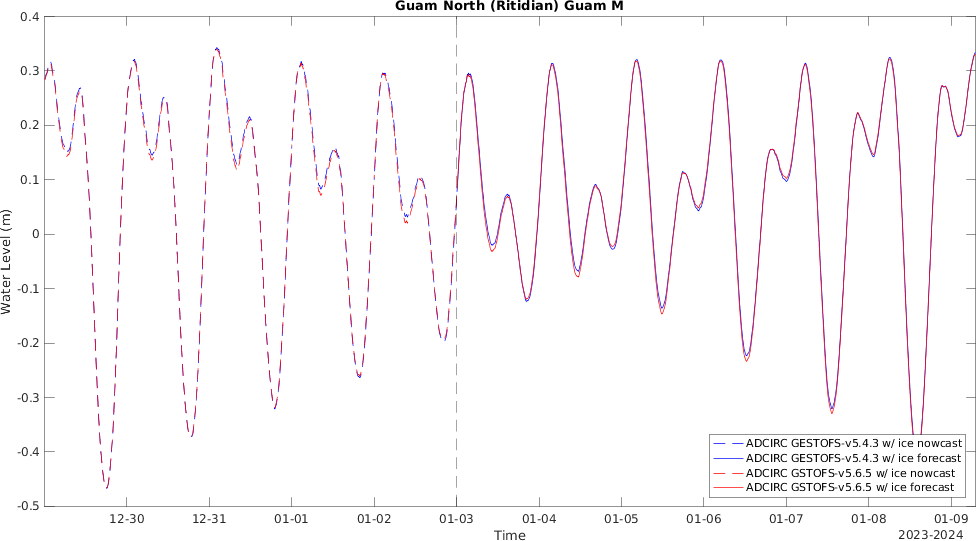 Guam North (Ritidian) Guam M
0.4
0.3
0.2
0.1
0
-0.1
-0.2
-0.3
-0.4
-0.5
Water Level (m)
ADCIRC GESTOFS-v5.4.3 w/ ice nowcast
ADCIRC GESTOFS-v5.4.3 w/ ice forecast
ADCIRC GSTOFS-v5.6.5 w/ ice nowcast
ADCIRC GSTOFS-v5.6.5 w/ ice forecast
12-30 12-31 01-01 01-02 01-03 01-04 01-05 01-06 01-07 01-08 01-09
Time
2023-2024